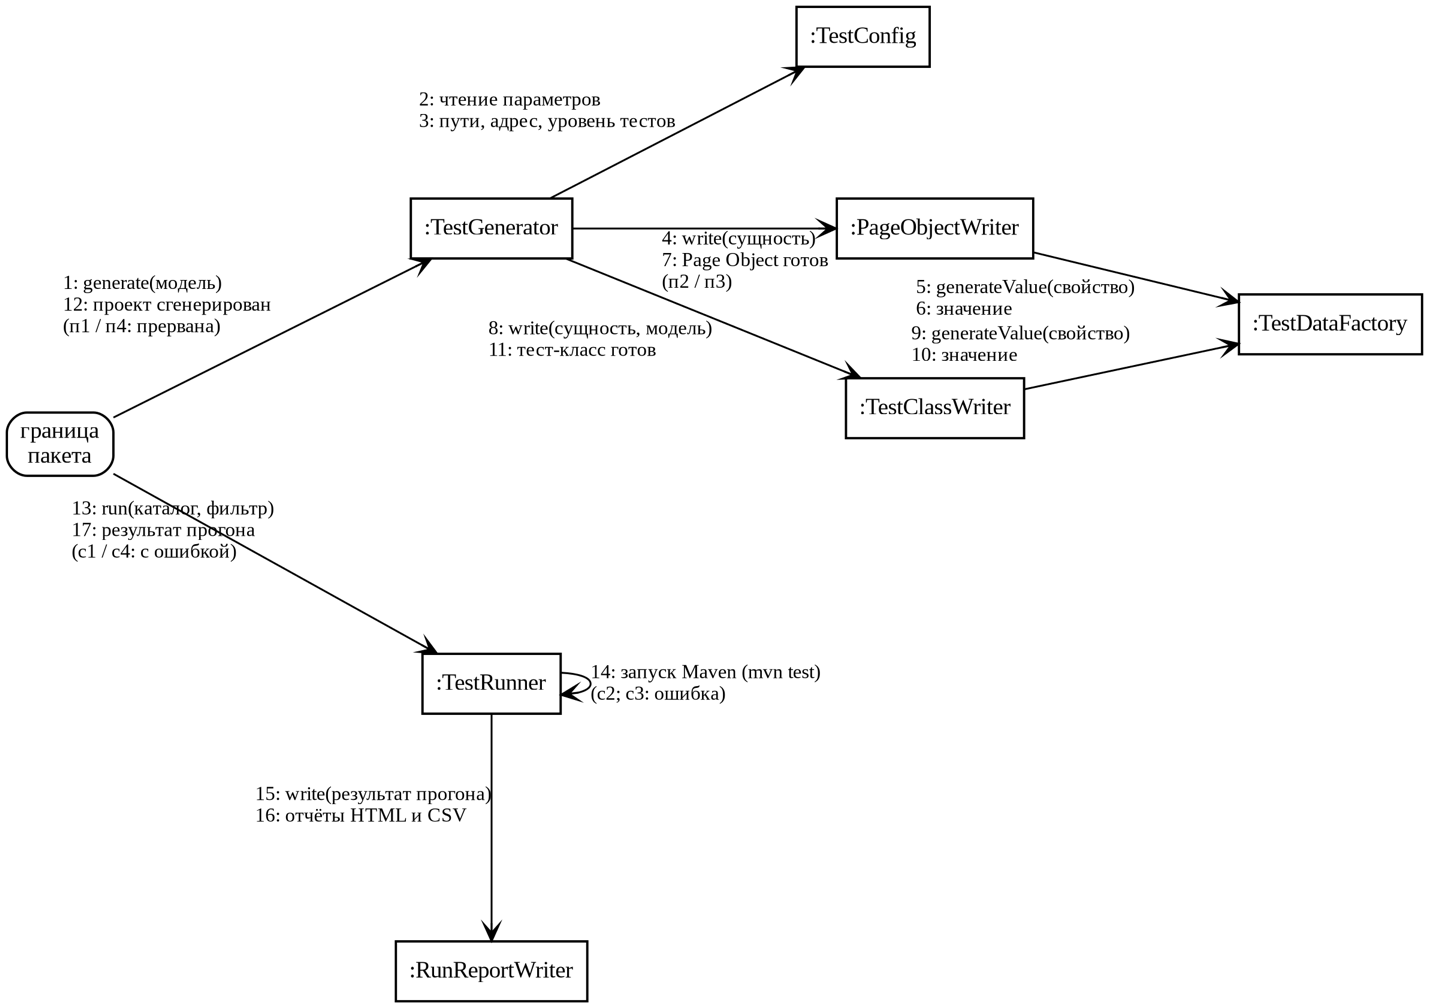 :TestConfig
2: чтение параметров
3: пути, адрес, уровень тестов
:TestGenerator
:PageObjectWriter
4: write(сущность)
7: Page Object готов
(п2 / п3)
1: generate(модель)
12: проект сгенерирован
(п1 / п4: прервана)
5: generateValue(свойство)
6: значение
:TestDataFactory
8: write(сущность, модель)
11: тест-класс готов
9: generateValue(свойство)
10: значение
:TestClassWriter
граница
пакета
13: run(каталог, фильтр)
17: результат прогона
(с1 / с4: с ошибкой)
:TestRunner
14: запуск Maven (mvn test)
(с2; с3: ошибка)
15: write(результат прогона)
16: отчёты HTML и CSV
:RunReportWriter